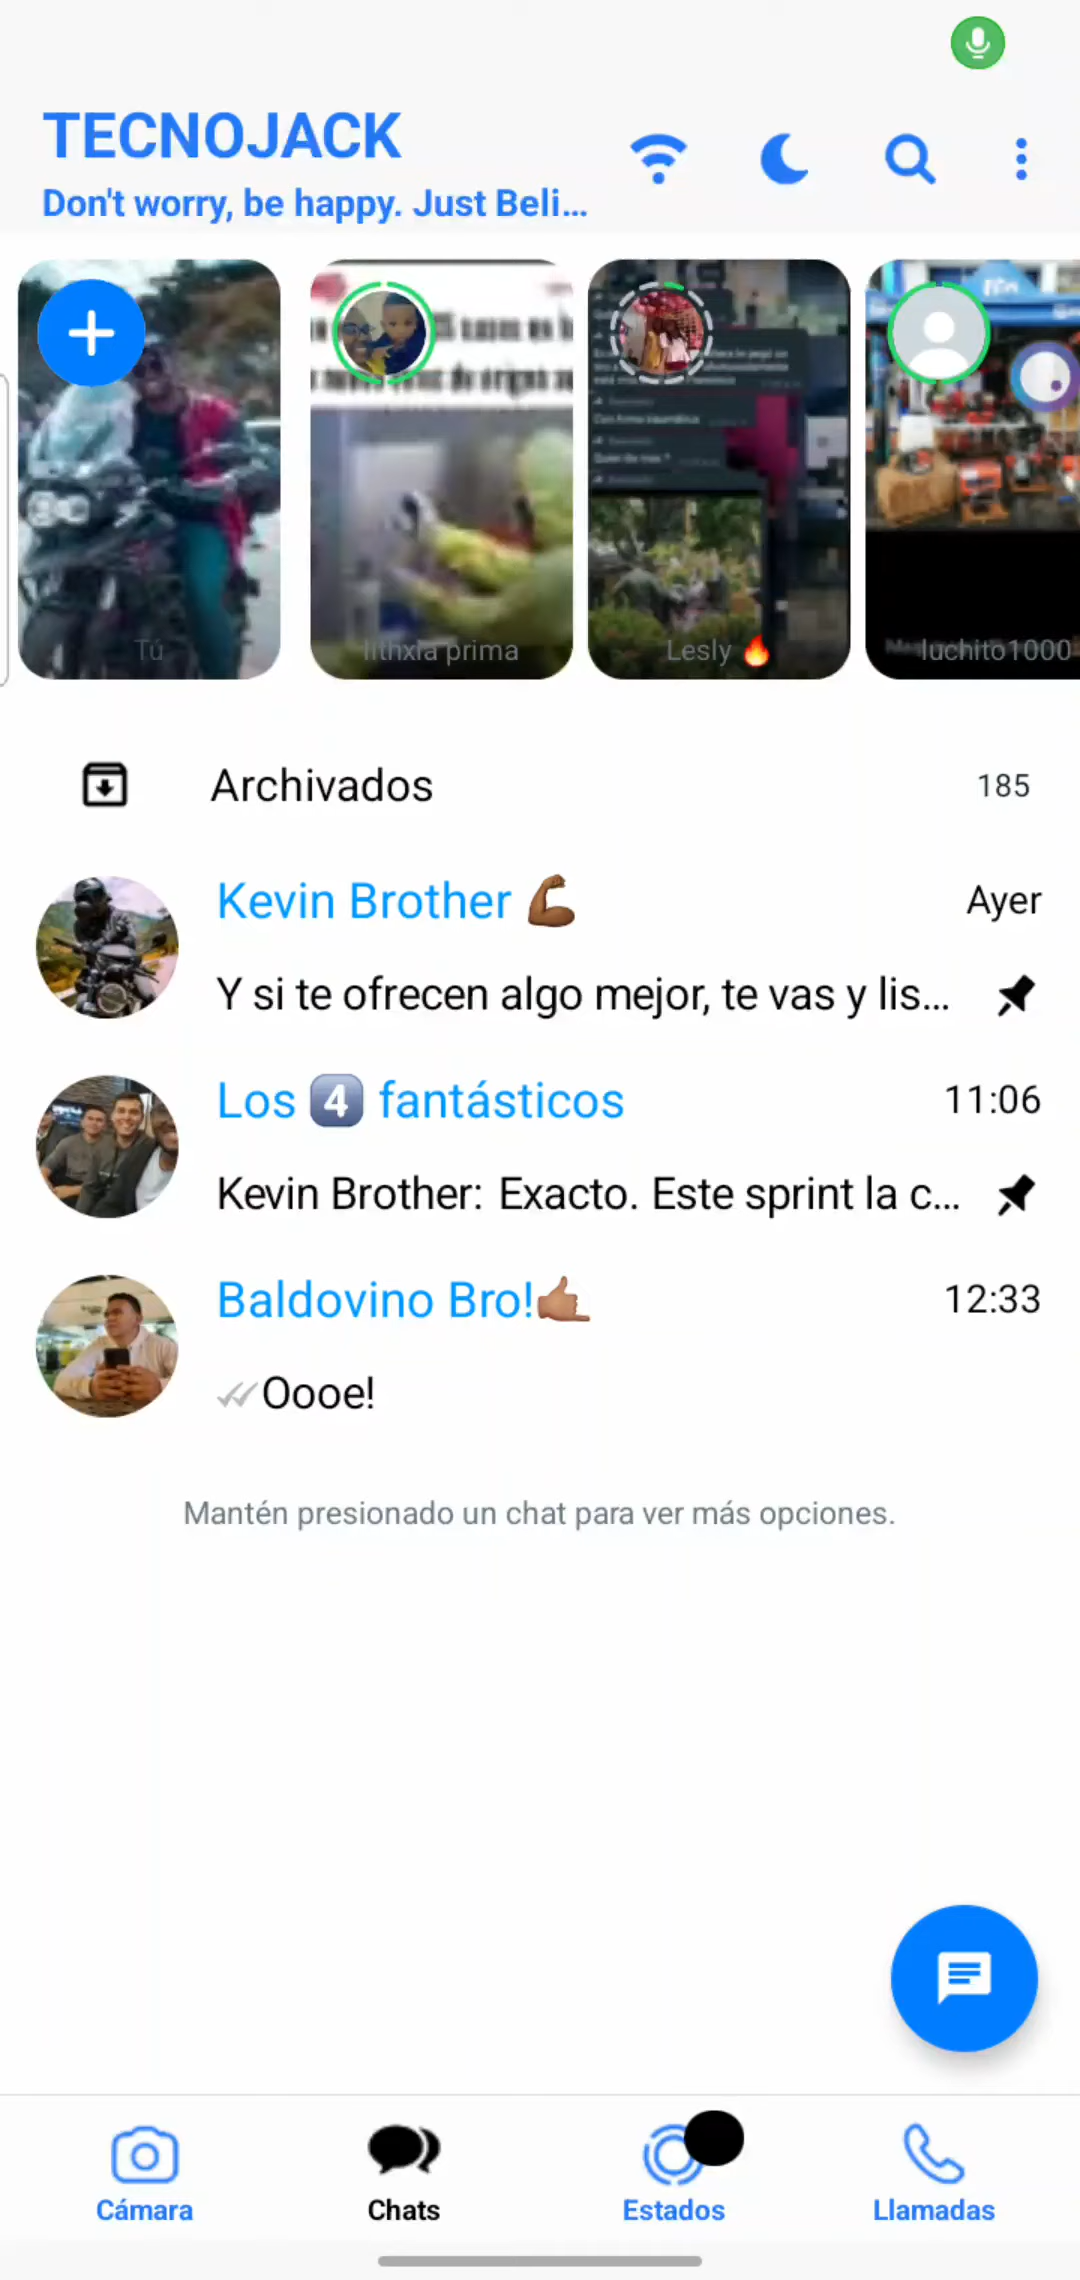 TECNOJACK
Don't worry, be happy. Just Beli...
Tú
lithxia prima
Lesly 🔥
luchito1000
Archivados
185
Kevin Brother 💪🏾
Ayer
Y si te ofrecen algo mejor, te vas y lis...
Los 4️⃣ fantásticos
11:06
Kevin Brother: Exacto. Este sprint la c...
Baldovino Bro!🤙🏽
12:33
Oooe!
Mantén presionado un chat para ver más opciones.
Cámara
Chats
Estados
Llamadas